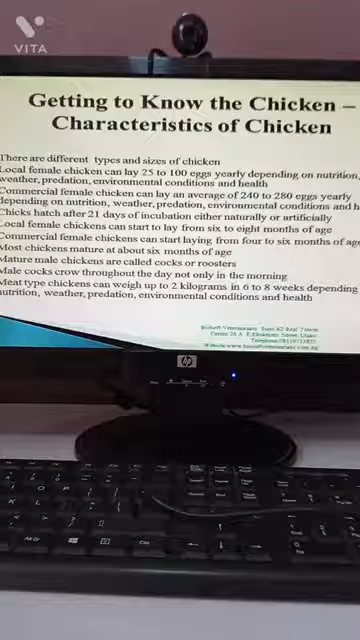 VITA
Getting to Know the Chicken –
Characteristics of Chicken
There are different types and sizes of chicken
Local female chicken can lay 25 to 100 eggs yearly depending on nutrition,
weather, predation, environmental conditions and health
Commercial female chicken can lay an average of 240 to 280 eggs yearly
depending on nutrition, weather, predation, environmental conditions and h
Chicks hatch after 21 days of incubation either naturally or artificially
Local female chickens can start to lay from six to eight months of age
Commercial female chickens can start laying from four to six months of age
Most chickens mature at about six months of age
Mature male chickens are called cocks or roosters
Male cocks crow throughout the day not only in the morning
Meat type chickens can weigh up to 2 kilograms in 6 to 8 weeks depending
nutrition, weather, predation, environmental conditions and health
hp